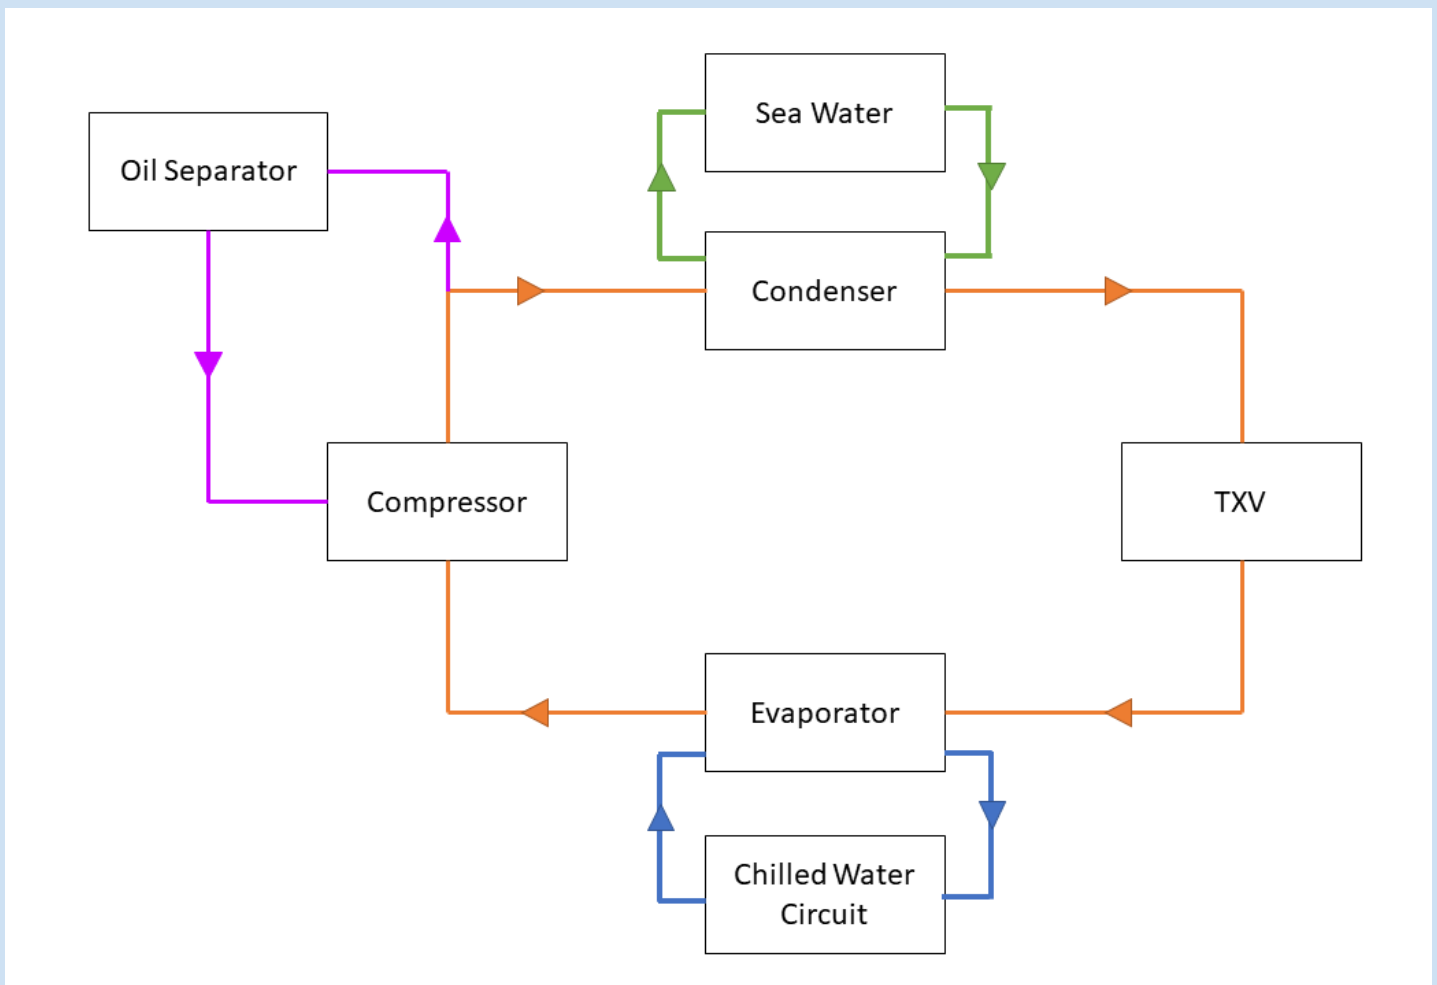 Sea Water
Oil Separator
Condenser
Compressor
TXV
Evaporator
Chilled Water
Circuit